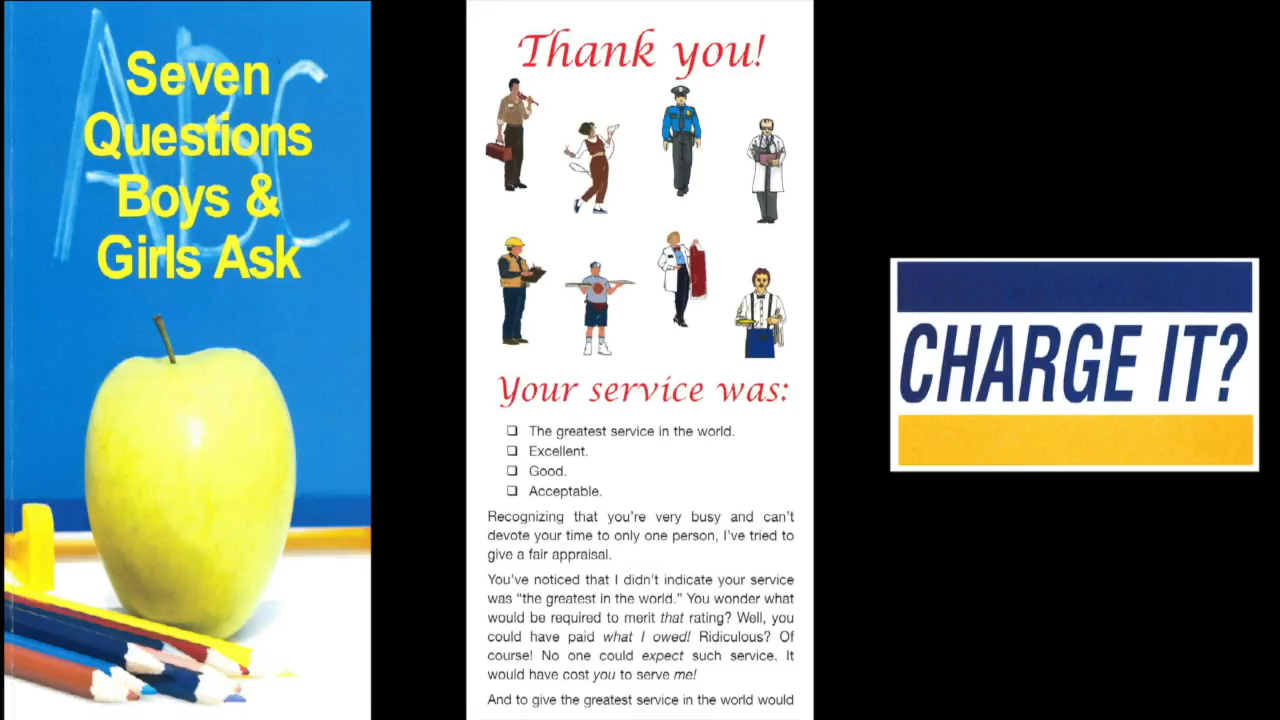 ABC
Seven
Questions
Boys &
Girls Ask
Thank you!
Your service was:
❑ The greatest service in the world.
❑ Excellent.
❑ Good.
❑ Acceptable.
Recognizing that you're very busy and can't
devote your time to only one person, I've tried to
give a fair appraisal.
You've noticed that I didn't indicate your service
was "the greatest in the world." You wonder what
would be required to merit that rating? Well, you
could have paid what I owed! Ridiculous? Of
course! No one could expect such service. It
would have cost you to serve me!
And to give the greatest service in the world would
CHARGE IT?